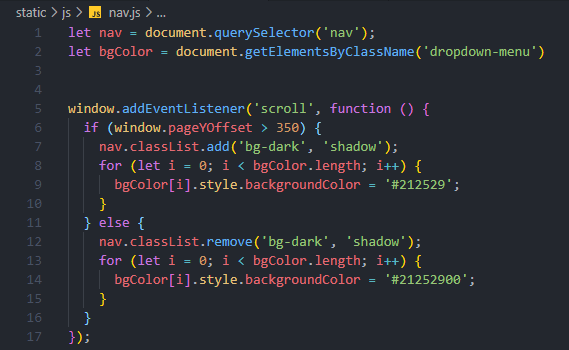 static > js > JS nav.js > ...
1 let nav = document.querySelector('nav');
2 let bgColor = document.getElementsByClassName('dropdown-menu')
3
4
5 window.addEventListener('scroll', function () {
6   if (window.pageYOffset > 350) {
7     nav.classList.add('bg-dark', 'shadow');
8     for (let i = 0; i < bgColor.length; i++) {
9       bgColor[i].style.backgroundColor = '#212529';
10     }
11   } else {
12     nav.classList.remove('bg-dark', 'shadow');
13     for (let i = 0; i < bgColor.length; i++) {
14       bgColor[i].style.backgroundColor = '#21252900';
15     }
16   }
17 });